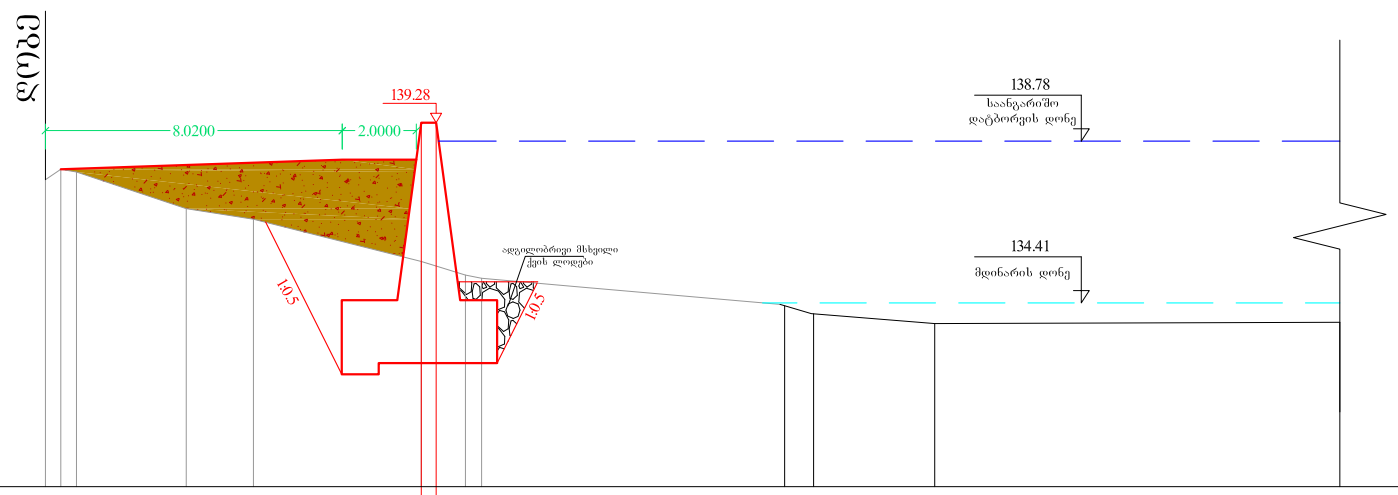 ღობე
139.28
8.0200
2.0000
138.78
საანგარიშო
დატბორვის დონე
ადგილობრივი მსხვილი
ქვის ლოდები
134.41
მდინარის დონე
1:0.5
1:0.5